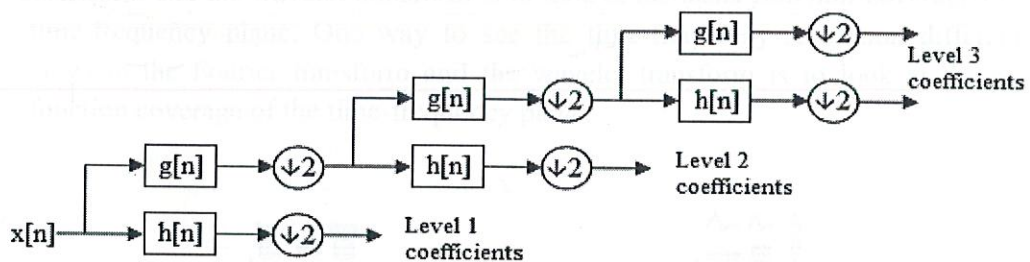 g[n]
↓2
Level 3
coefficients
g[n]
↓2
h[n]
↓2
g[n]
↓2
h[n]
↓2
Level 2
coefficients
x[n]
h[n]
↓2
Level 1
coefficients